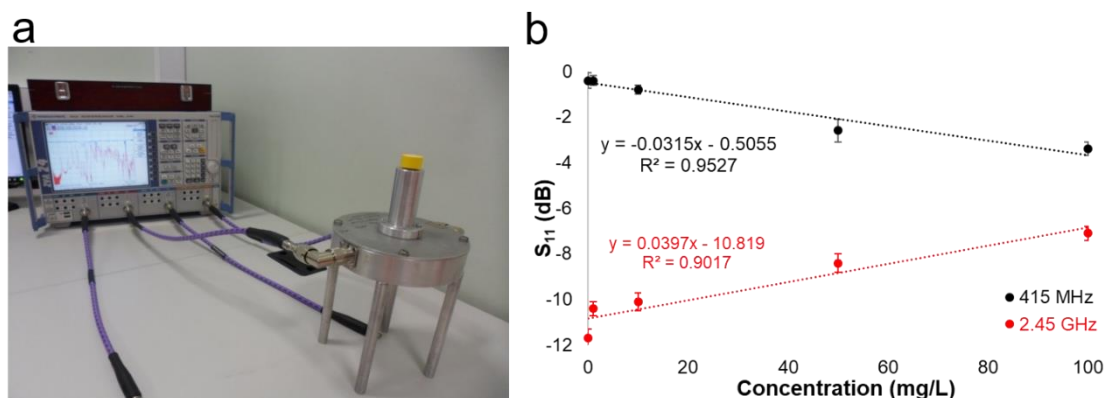 a
b
0
-2
-4
-6
-8
-10
-12
S₁₁ (dB)
y = -0.0315x - 0.5055
R² = 0.9527
y = 0.0397x - 10.819
R² = 0.9017
415 MHz
2.45 GHz
0 20 40 60 80 100
Concentration (mg/L)